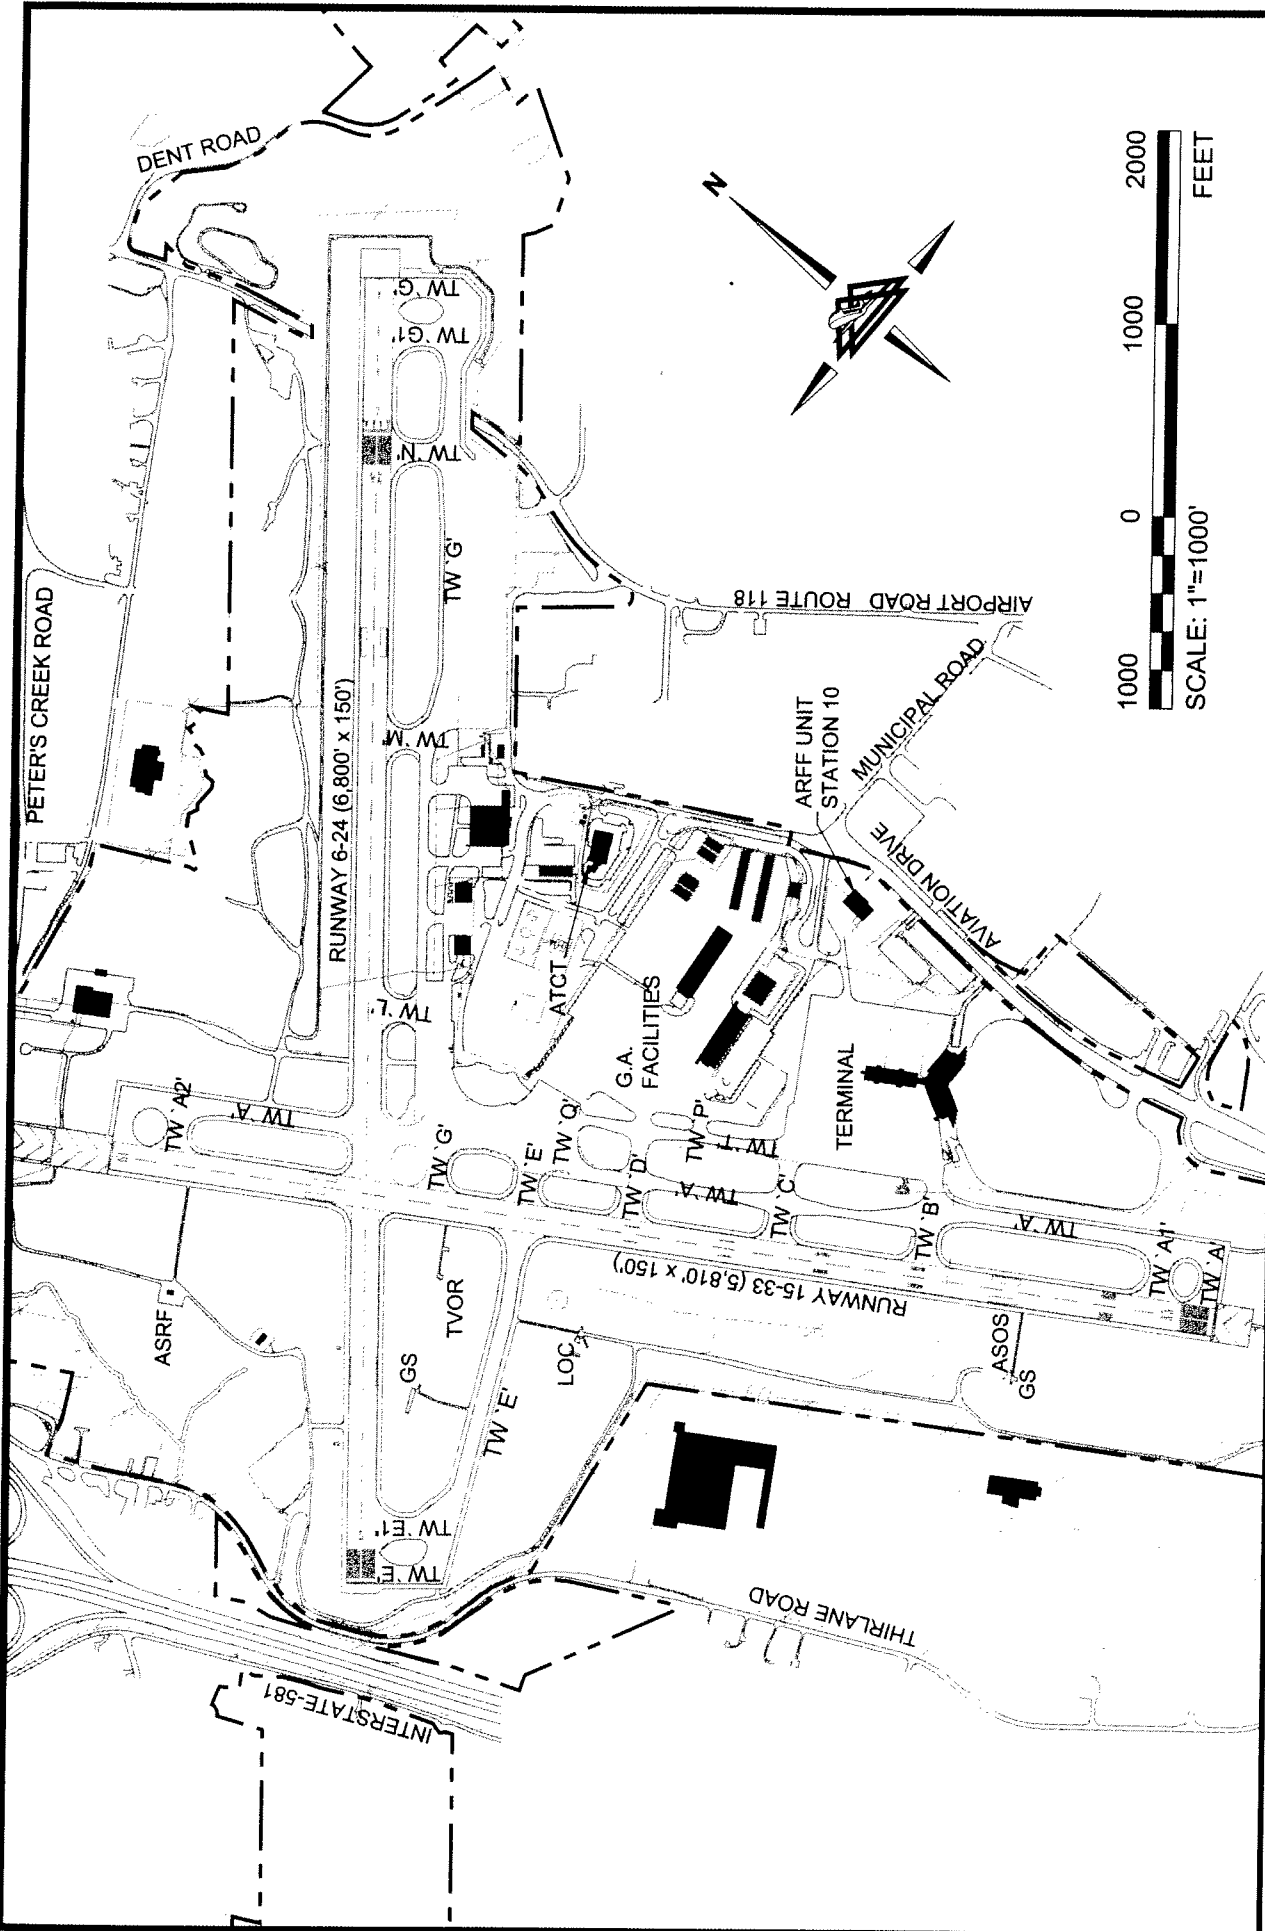 DENT ROAD
PETER'S CREEK ROAD
N
2000
1000
0
1000
FEET
SCALE: 1"=1000'
TW `G'
TW `G1'
TW `N'
TW `G'
RUNWAY 6-24 (6,800' x 150')
TW `M'
TW `L'
AIRPORT ROAD ROUTE 118
MUNICIPAL ROAD
ARFF UNIT
STATION 10
AVIATION DRIVE
ATCT
G.A.
FACILITIES
TERMINAL
TW `A2'
TW `A'
TW `G'
TW `E'
TW `Q'
TW `D'
TW `P'
TW `T'
TW `A'
TW `C'
TW `B'
TW `A'
TW `A1'
TW `A'
RUNWAY 15-33 (5,810' x 150')
ASRF
TVOR
GS
LOC
ASOS
GS
TW `E'
TW `E1'
TW `E'
THIRLANE ROAD
INTERSTATE-581